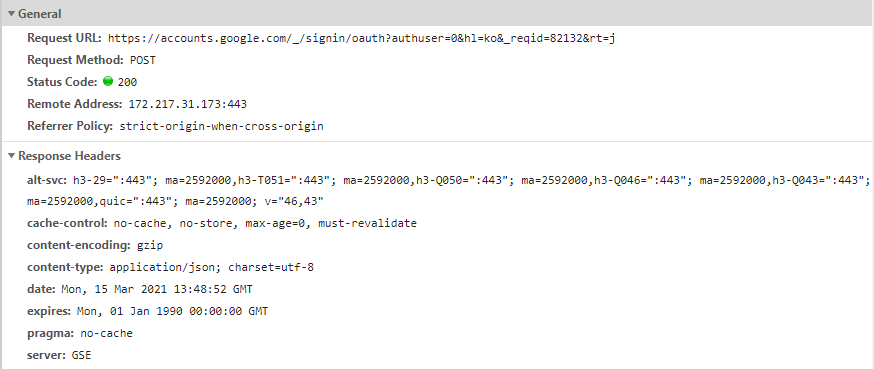 General
Request URL: https://accounts.google.com/_/signin/oauth?authuser=0&hl=ko&_reqid=82132&rt=j
Request Method: POST
Status Code: 200
Remote Address: 172.217.31.173:443
Referrer Policy: strict-origin-when-cross-origin
Response Headers
alt-svc: h3-29=":443"; ma=2592000,h3-T051=":443"; ma=2592000,h3-Q050=":443"; ma=2592000,h3-Q046=":443"; ma=2592000,h3-Q043=":443";
ma=2592000,quic=":443"; ma=2592000; v="46,43"
cache-control: no-cache, no-store, max-age=0, must-revalidate
content-encoding: gzip
content-type: application/json; charset=utf-8
date: Mon, 15 Mar 2021 13:48:52 GMT
expires: Mon, 01 Jan 1990 00:00:00 GMT
pragma: no-cache
server: GSE